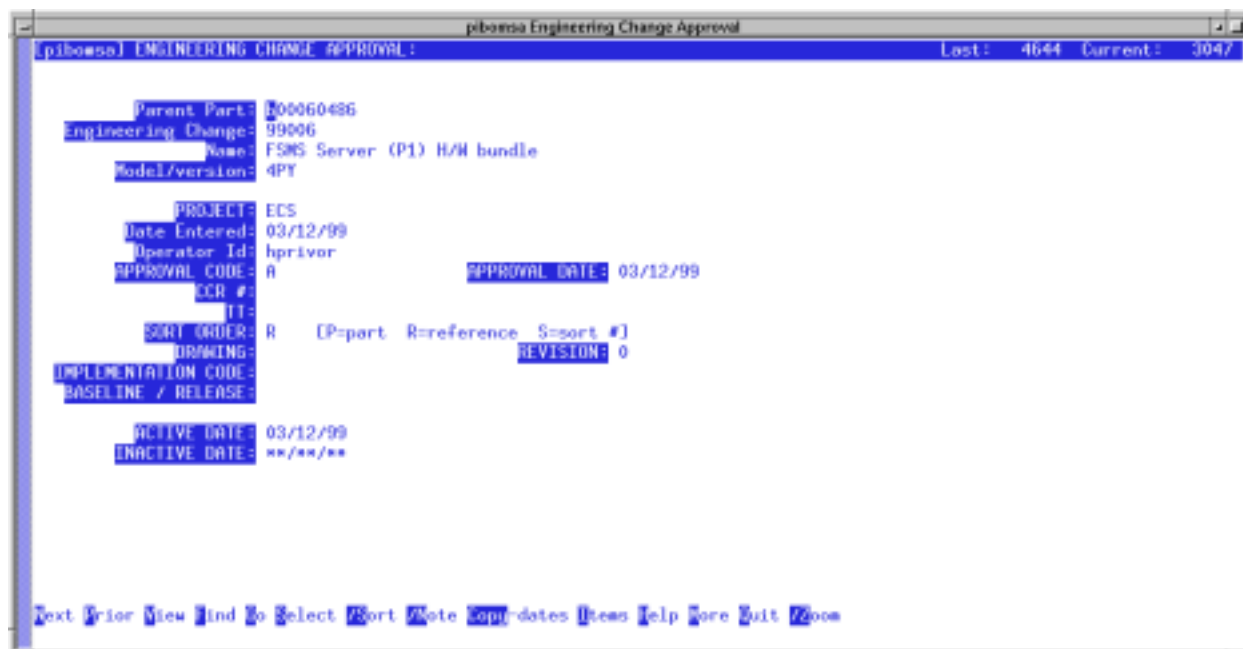 pibomsa Engineering Change Approval
[pibomsa] ENGINEERING CHANGE APPROVAL: Last: 4644 Current: 3047
Parent Part: b00060486
Engineering Change: 99006
Name: FSMS Server (P1) H/W bundle
Model/version: 4PY
PROJECT: ECS
Date Entered: 03/12/99
Operator Id: hprivor
APPROVAL CODE: A APPROVAL DATE: 03/12/99
CCR #:
TT:
SORT ORDER: R [P=part R=reference S=sort #]
DRAWING: REVISION: 0
IMPLEMENTATION CODE:
BASELINE / RELEASE:
ACTIVE DATE: 03/12/99
INACTIVE DATE: **/**/**
Next Prior View Find Go Select /Sort /Note Copy-dates Items Help More Quit /Zoom